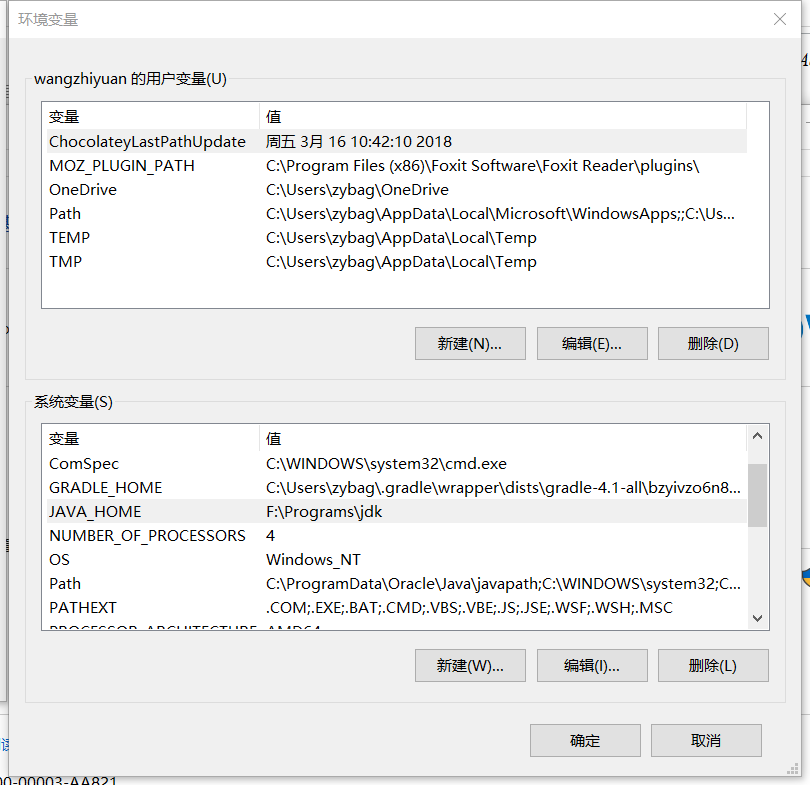 环境变量
wangzhiyuan 的用户变量(U)
变量 值
ChocolateyLastPathUpdate 周五 3月 16 10:42:10 2018
MOZ_PLUGIN_PATH C:\Program Files (x86)\Foxit Software\Foxit Reader\plugins\
OneDrive C:\Users\zybag\OneDrive
Path C:\Users\zybag\AppData\Local\Microsoft\WindowsApps;;C:\Us...
TEMP C:\Users\zybag\AppData\Local\Temp
TMP C:\Users\zybag\AppData\Local\Temp
新建(N)... 编辑(E)... 删除(D)
系统变量(S)
变量 值
ComSpec C:\WINDOWS\system32\cmd.exe
GRADLE_HOME C:\Users\zybag\.gradle\wrapper\dists\gradle-4.1-all\bzyivzo6n8...
JAVA_HOME F:\Programs\jdk
NUMBER_OF_PROCESSORS 4
OS Windows_NT
Path C:\ProgramData\Oracle\Java\javapath;C:\WINDOWS\system32;C...
PATHEXT .COM;.EXE;.BAT;.CMD;.VBS;.VBE;.JS;.JSE;.WSF;.WSH;.MSC
PROCESSOR_ARCHITECTURE AMD64
新建(W)... 编辑(I)... 删除(L)
确定 取消
00-00003-AA821